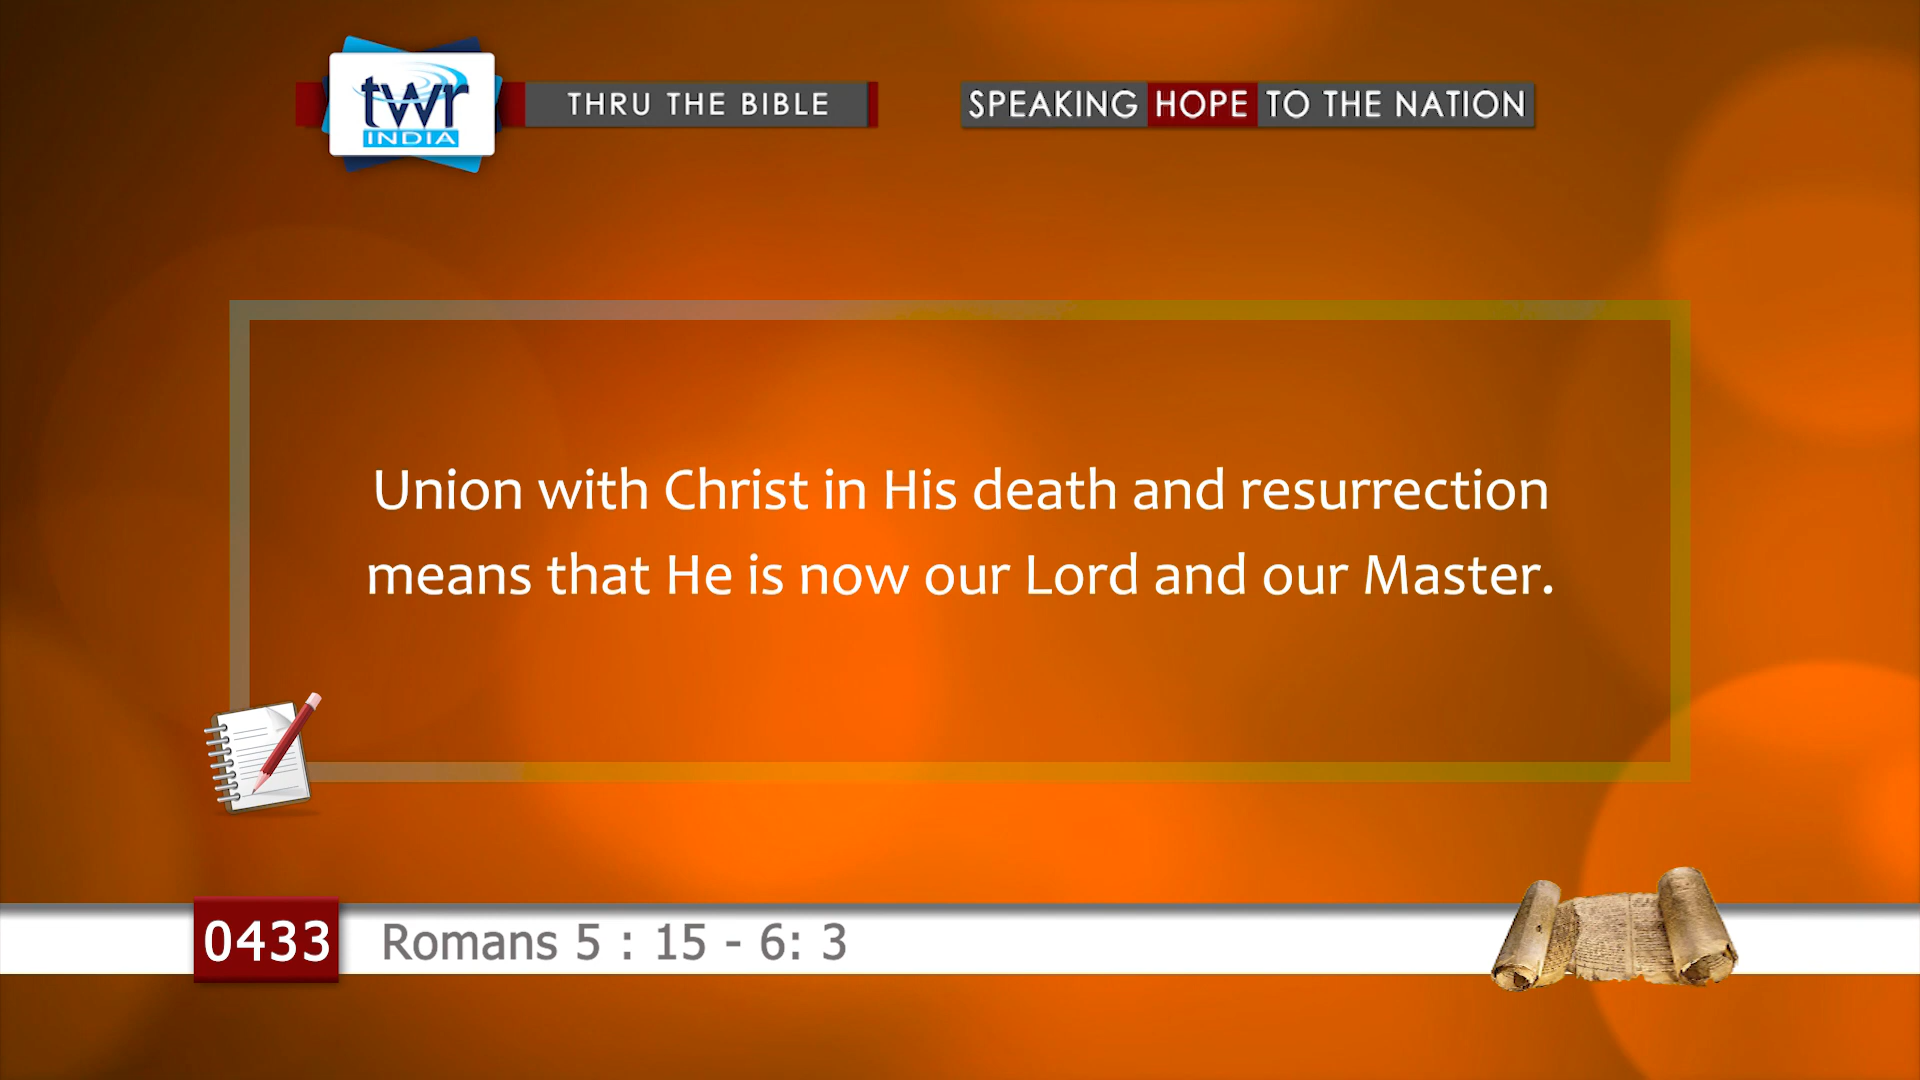 twr
INDIA
THRU THE BIBLE
SPEAKING HOPE TO THE NATION
Union with Christ in His death and resurrection
means that He is now our Lord and our Master.
0433
Romans 5 : 15 - 6: 3